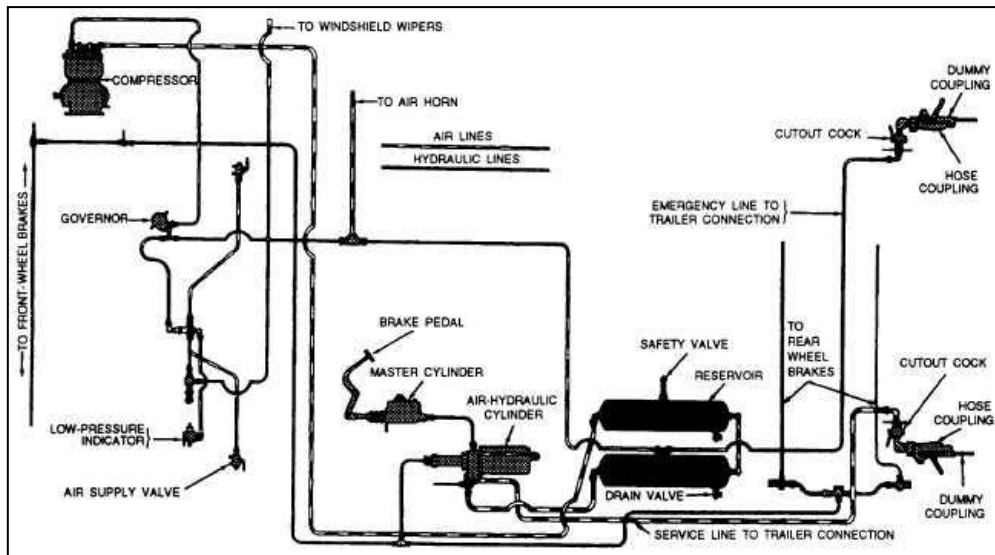 TO WINDSHIELD WIPERS
COMPRESSOR
TO AIR HORN
AIR LINES
HYDRAULIC LINES
DUMMY
COUPLING
CUTOUT COCK
HOSE
COUPLING
EMERGENCY LINE TO
TRAILER CONNECTION
GOVERNOR
TO FRONT-WHEEL BRAKES
BRAKE PEDAL
MASTER CYLINDER
AIR-HYDRAULIC
CYLINDER
SAFETY VALVE
RESERVOIR
TO
REAR
WHEEL
BRAKES
CUTOUT COCK
HOSE
COUPLING
LOW-PRESSURE
INDICATOR
AIR SUPPLY VALVE
DRAIN VALVE
DUMMY
COUPLING
SERVICE LINE TO TRAILER CONNECTION